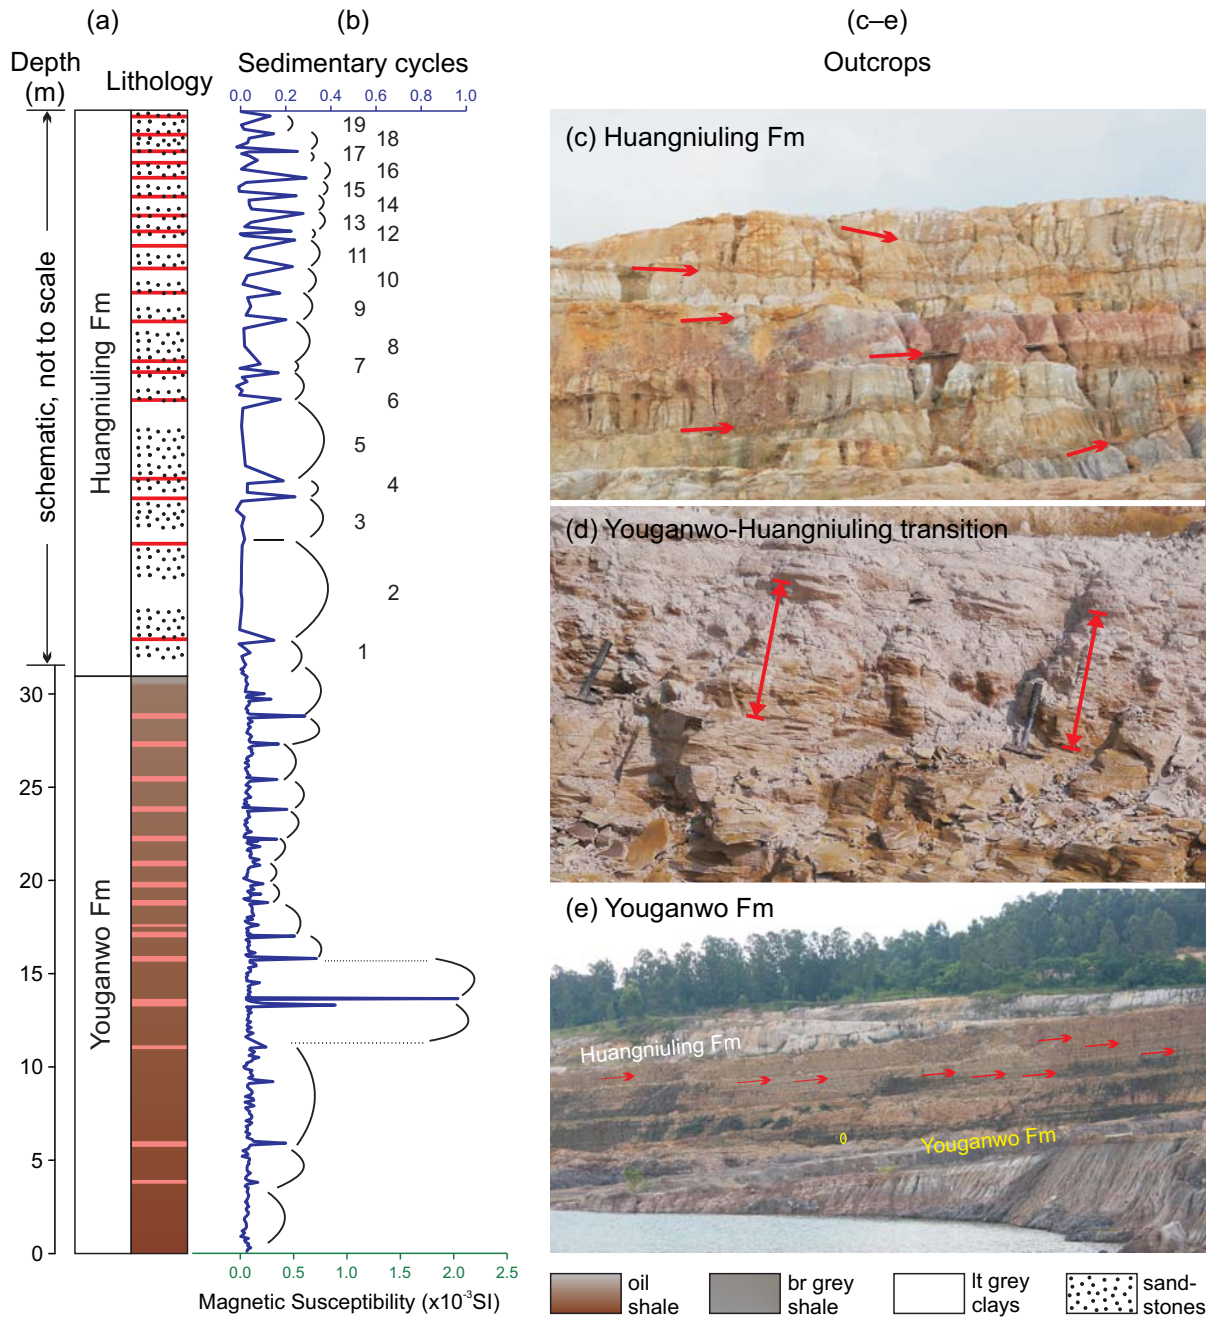 (a)
(b)
(c–e)
Depth
(m)
Lithology
Sedimentary cycles
Outcrops
0.0 0.2 0.4 0.6 0.8 1.0
schematic, not to scale
Huangniuling Fm
Youganwo Fm
19
18
17
16
15
14
13
12
11
10
9
8
7
6
5
4
3
2
1
30
25
20
15
10
5
0
0.0 0.5 1.0 1.5 2.0 2.5
Magnetic Susceptibility (x10⁻³SI)
(c) Huangniuling Fm
(d) Youganwo-Huangniuling transition
(e) Youganwo Fm
Huangniuling Fm
Youganwo Fm
oil
shale
br grey
shale
lt grey
clays
sand-
stones